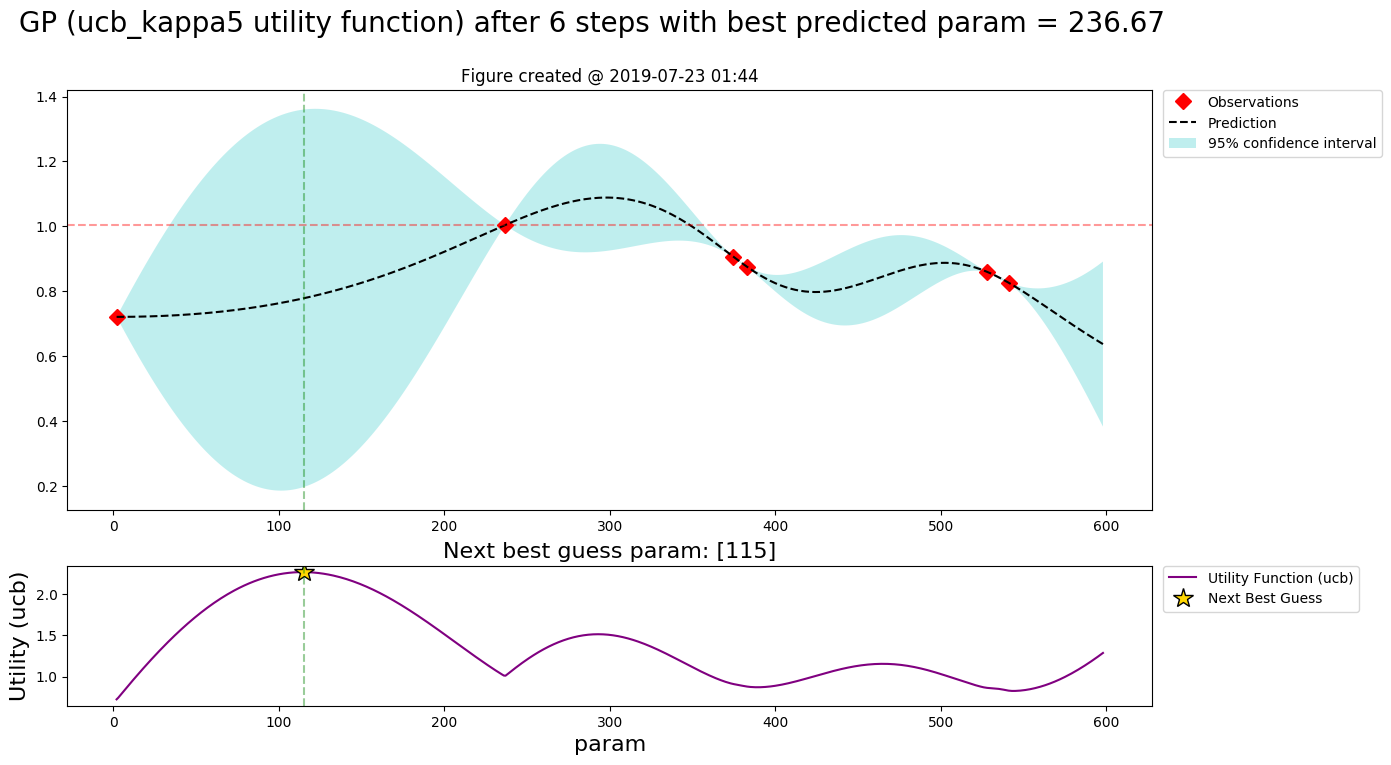 GP (ucb_kappa5 utility function) after 6 steps with best predicted param = 236.67
Figure created @ 2019-07-23 01:44
1.4
1.2
1.0
0.8
0.6
0.4
0.2
0 100 200 300 400 500 600
Observations
Prediction
95% confidence interval
Next best guess param: [115]
Utility (ucb)
2.0
1.5
1.0
0 100 200 300 400 500 600
param
Utility Function (ucb)
Next Best Guess